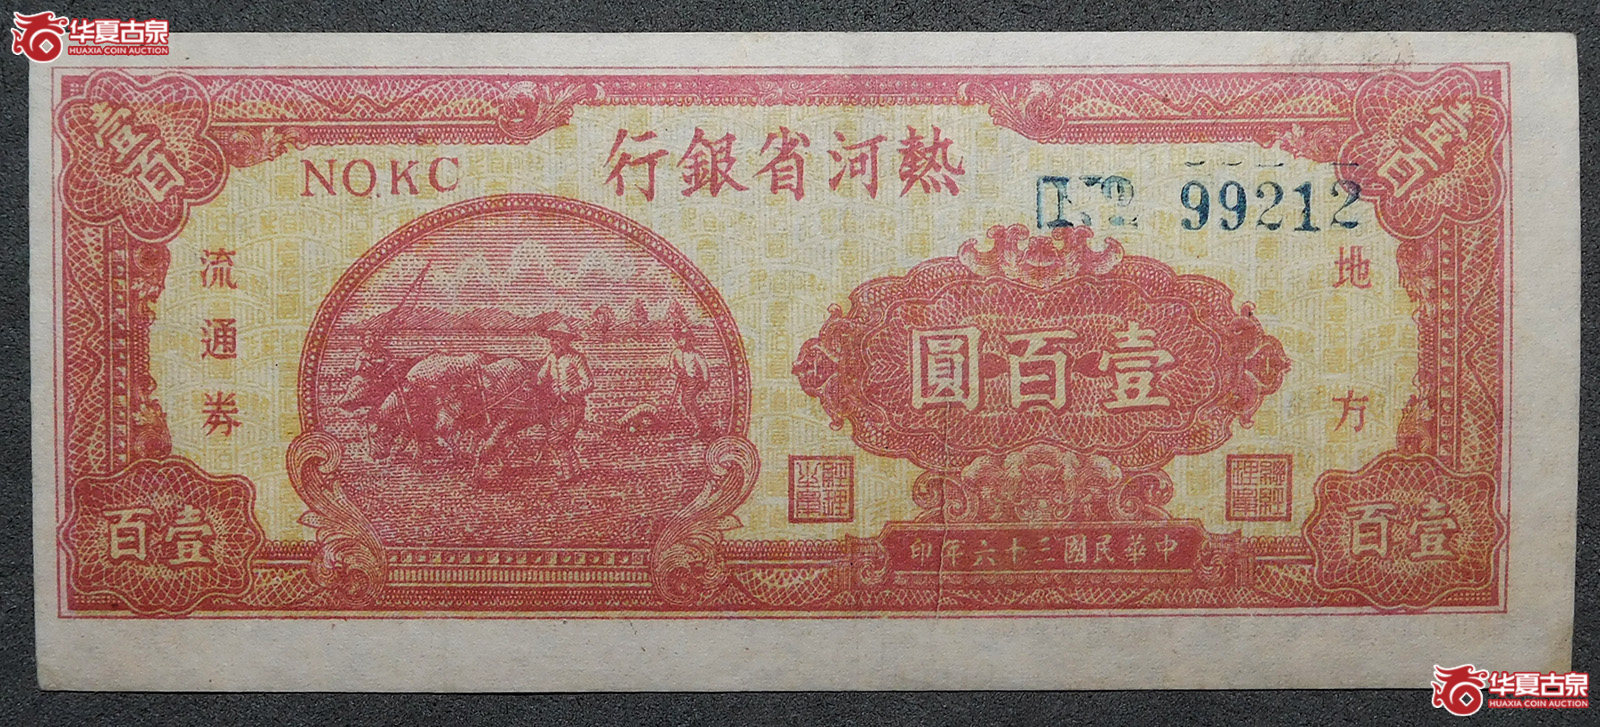 华夏古泉
HUAXIA COIN AUCTION
壹百
壹百
熱河省銀行
NO.KC
NO 99212
地方
流通券
壹百圓
中華民國三十六年印
壹百
壹百
华夏古泉
HUAXIA COIN AUCTION